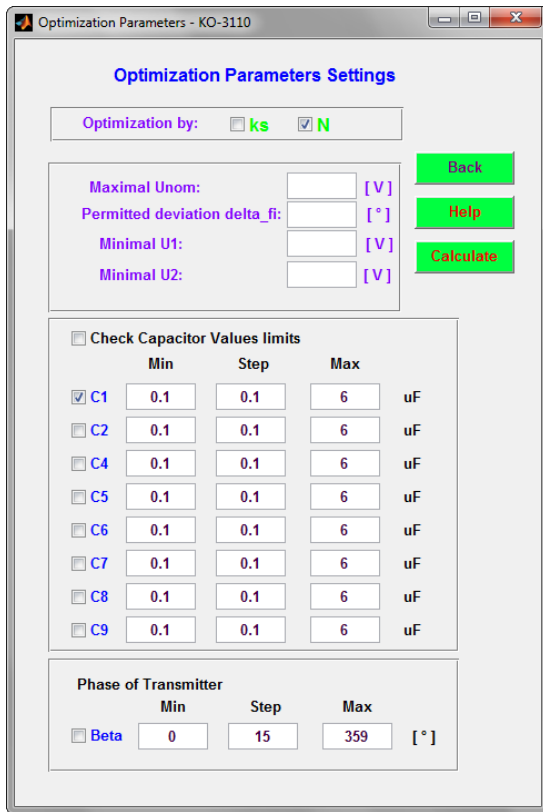 Optimization Parameters - KO-3110
Optimization Parameters Settings
Optimization by: ks N
Back
Maximal Unom: [ V ]
Permitted deviation delta_fi: [ ° ]
Help
Minimal U1: [ V ]
Calculate
Minimal U2: [ V ]
Check Capacitor Values limits
Min Step Max
C1 0.1 0.1 6 uF
C2 0.1 0.1 6 uF
C4 0.1 0.1 6 uF
C5 0.1 0.1 6 uF
C6 0.1 0.1 6 uF
C7 0.1 0.1 6 uF
C8 0.1 0.1 6 uF
C9 0.1 0.1 6 uF
Phase of Transmitter
Min Step Max
Beta 0 15 359 [ ° ]